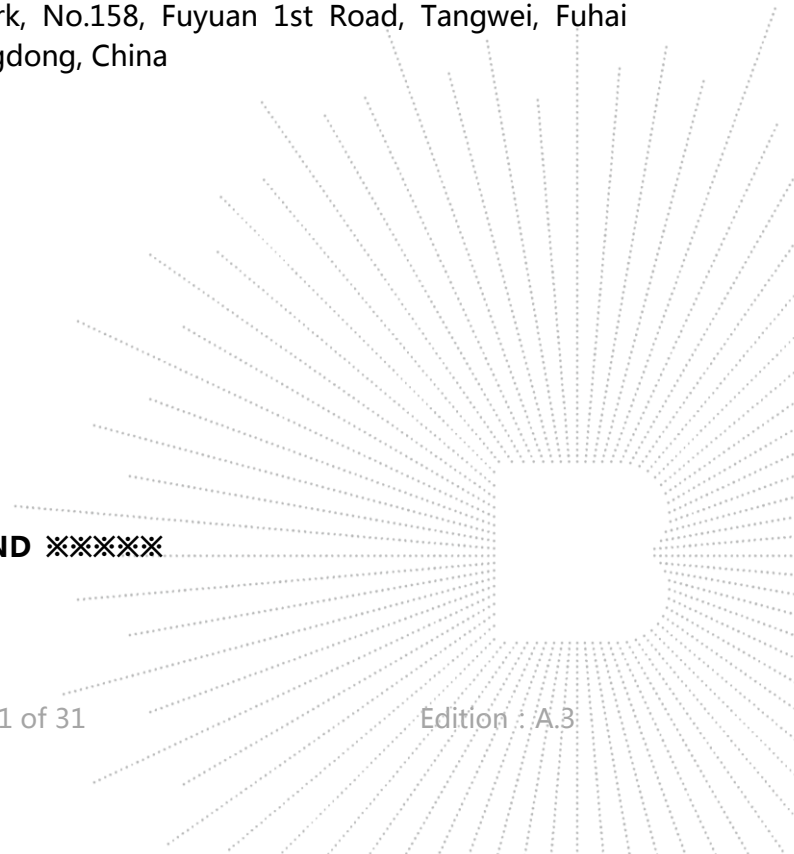 rk, No.158, Fuyuan 1st Road, Tangwei, Fuhai
gdong, China
ND ※※※※※
1 of 31
Edition：A.3